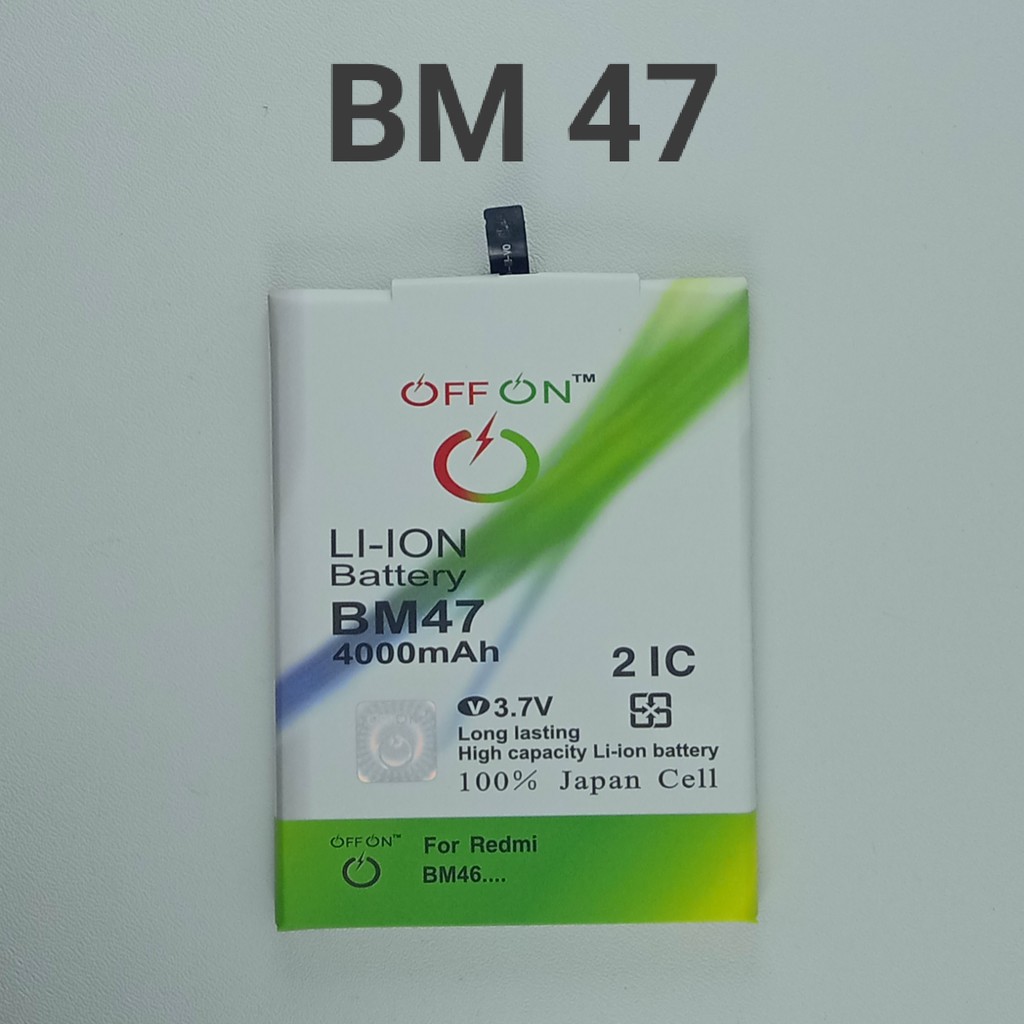 BM 47
OFF ON™
LI-ION
Battery
BM47
4000mAh
2 IC
V 3.7V
Long lasting
High capacity Li-ion battery
100% Japan Cell
OFF ON™
For Redmi
BM46....